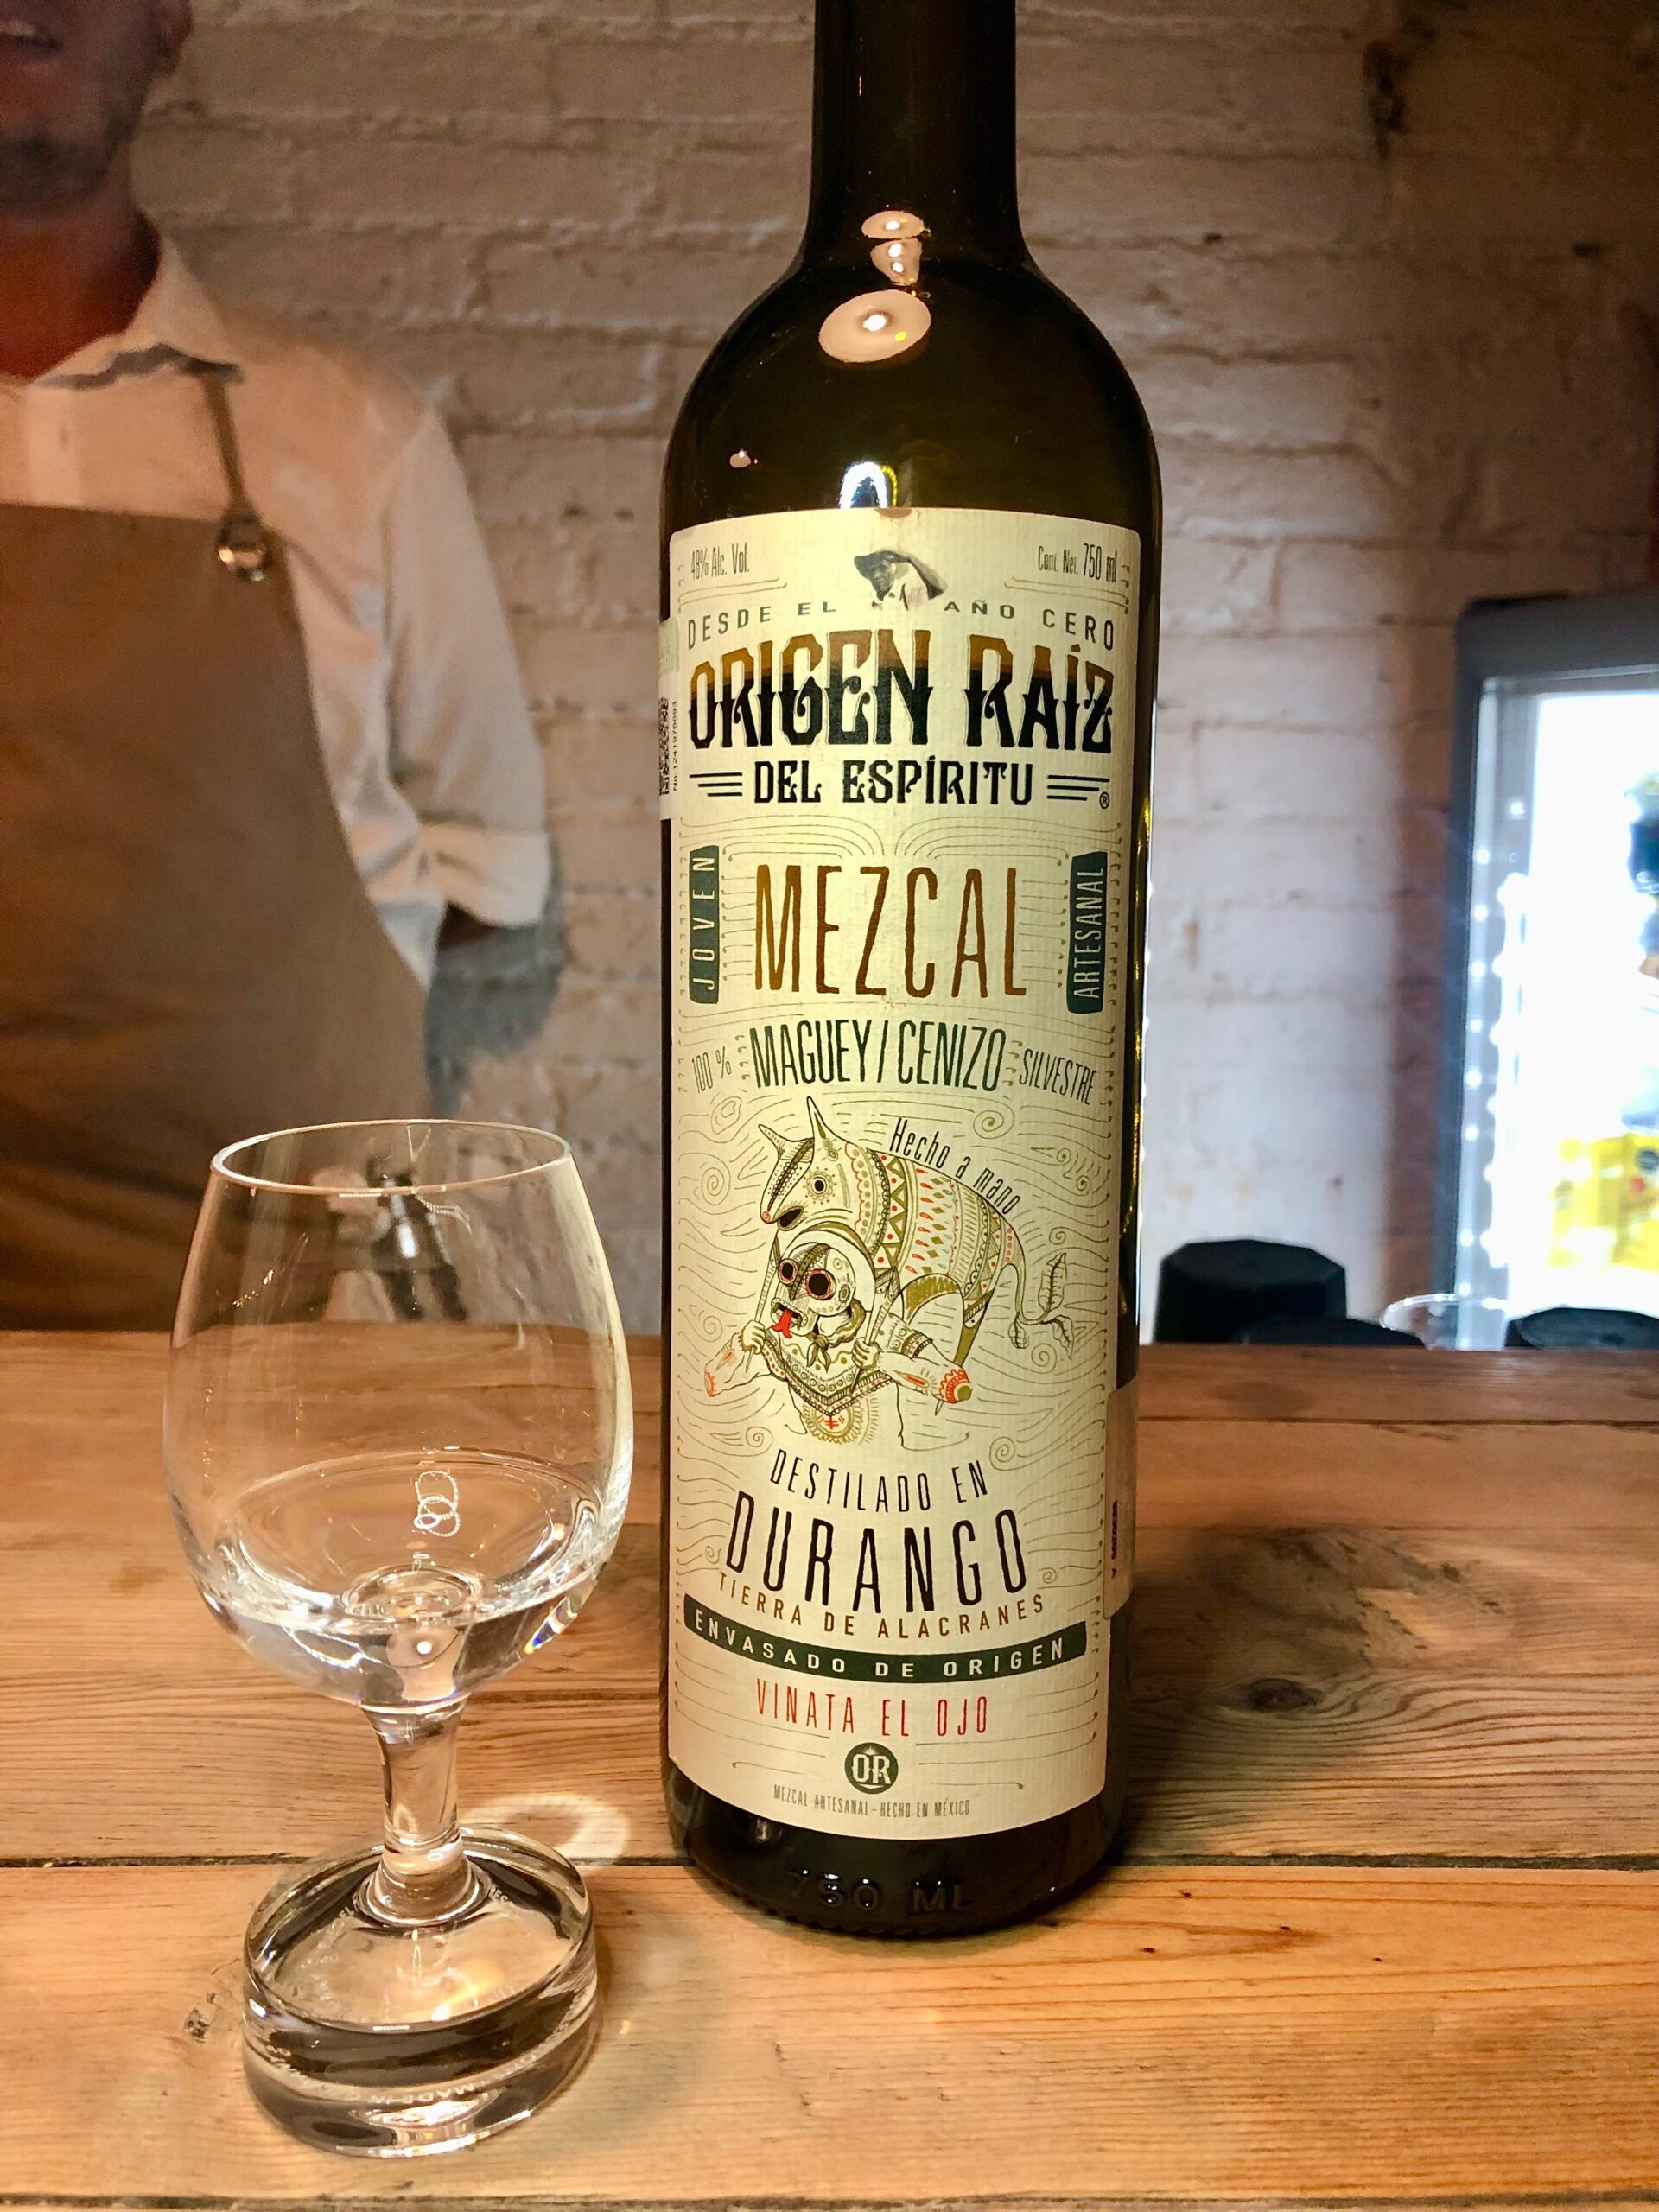 48% Alc. Vol.
Cont. Net. 750 ml
DESDE EL AÑO CERO
ORIGEN RAÍZ
DEL ESPÍRITU ®
JOVEN
MEZCAL
ARTESANAL
100 % MAGUEY / CENIZO SILVESTRE
Hecho a mano
DESTILADO EN
DURANGO
TIERRA DE ALACRANES
ENVASADO DE ORIGEN
VINATA EL OJO
OR
MEZCAL ARTESANAL - HECHO EN MÉXICO
750 ML